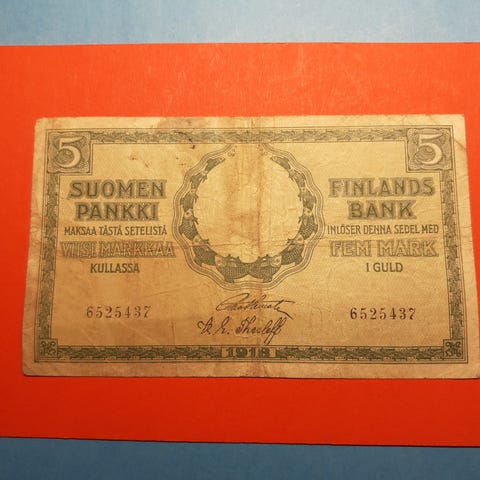 5 5
SUOMEN
PANKKI
MAKSAA TÄSTÄ SETELISTÄ
VIISI MARKKAA
KULLASSA
FINLANDS
BANK
INLÖSER DENNA SEDEL MED
FEM MARK
I GULD
6525437 6525437
1918